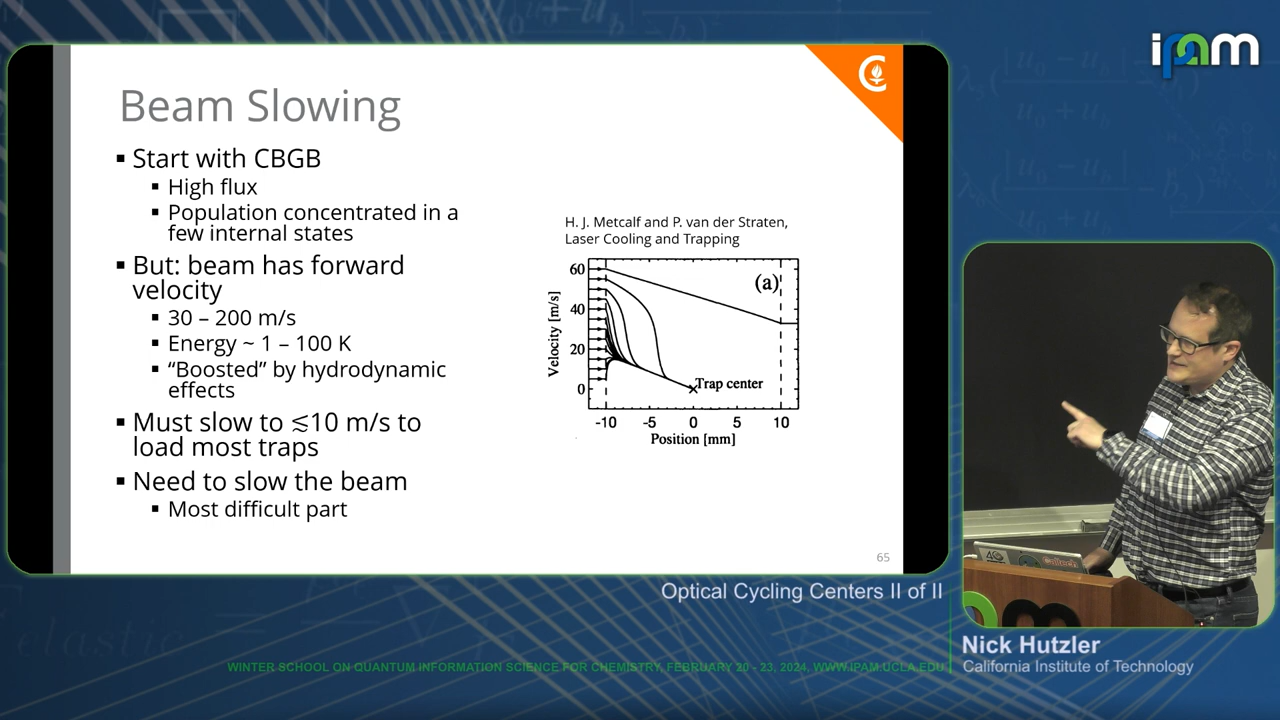 ipam
Beam Slowing
▪ Start with CBGB
▪ High flux
▪ Population concentrated in a
few internal states
▪ But: beam has forward
velocity
▪ 30 – 200 m/s
▪ Energy ~ 1 – 100 K
▪ “Boosted” by hydrodynamic
effects
▪ Must slow to ≲10 m/s to
load most traps
▪ Need to slow the beam
▪ Most difficult part
H. J. Metcalf and P. van der Straten,
Laser Cooling and Trapping
(a)
Velocity [m/s]
60
40
20
0
Trap center
-10 -5 0 5 10
Position [mm]
65
Optical Cycling Centers II of II
Nick Hutzler
California Institute of Technology
WINTER SCHOOL ON QUANTUM INFORMATION SCIENCE FOR CHEMISTRY, FEBRUARY 20 - 23, 2024, WWW.IPAM.UCLA.EDU
elastic
Caltech